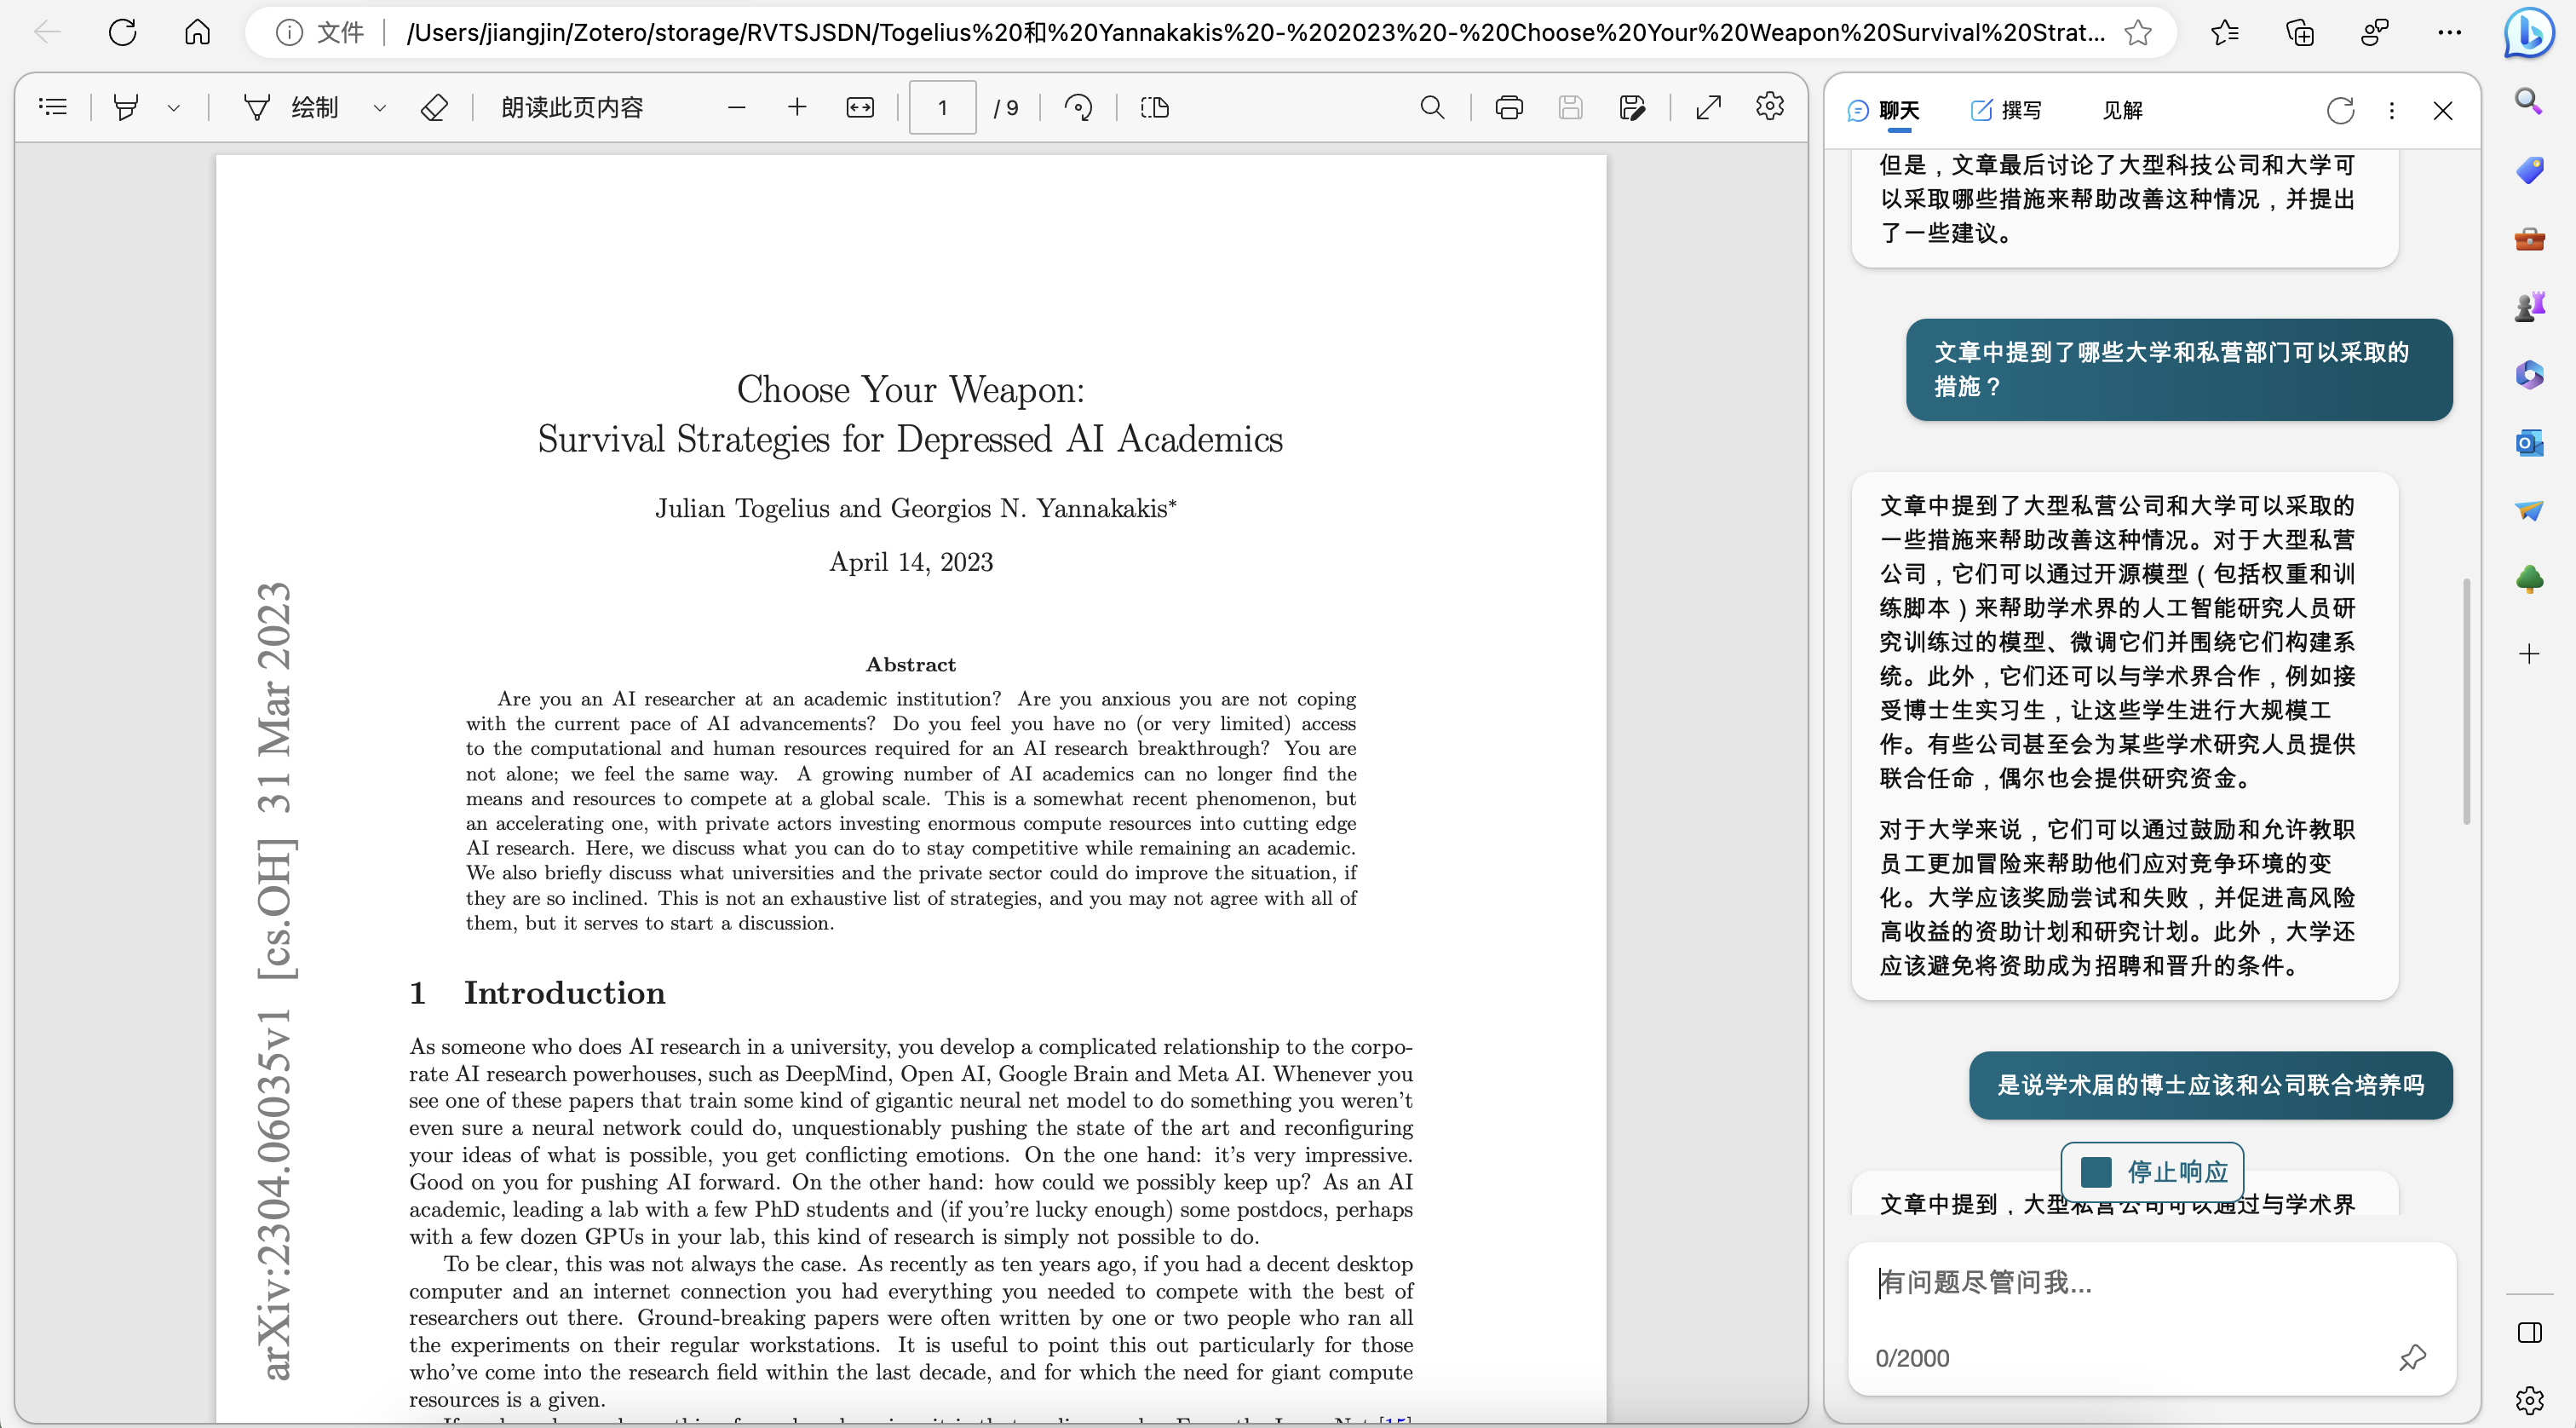 文件
/Users/jiangjin/Zotero/storage/RVTSJSDN/Togelius%20和%20Yannakakis%20-%202023%20-%20Choose%20Your%20Weapon%20Survival%20Strat...
绘制
朗读此页内容
1
/ 9
Choose Your Weapon:
Survival Strategies for Depressed AI Academics
Julian Togelius and Georgios N. Yannakakis*
April 14, 2023
arXiv:2304.06035v1 [cs.OH] 31 Mar 2023
Abstract
Are you an AI researcher at an academic institution? Are you anxious you are not coping
with the current pace of AI advancements? Do you feel you have no (or very limited) access
to the computational and human resources required for an AI research breakthrough? You are
not alone; we feel the same way. A growing number of AI academics can no longer find the
means and resources to compete at a global scale. This is a somewhat recent phenomenon, but
an accelerating one, with private actors investing enormous compute resources into cutting edge
AI research. Here, we discuss what you can do to stay competitive while remaining an academic.
We also briefly discuss what universities and the private sector could do improve the situation, if
they are so inclined. This is not an exhaustive list of strategies, and you may not agree with all of
them, but it serves to start a discussion.
1 Introduction
As someone who does AI research in a university, you develop a complicated relationship to the corpo-
rate AI research powerhouses, such as DeepMind, Open AI, Google Brain and Meta AI. Whenever you
see one of these papers that train some kind of gigantic neural net model to do something you weren't
even sure a neural network could do, unquestionably pushing the state of the art and reconfiguring
your ideas of what is possible, you get conflicting emotions. On the one hand: it's very impressive.
Good on you for pushing AI forward. On the other hand: how could we possibly keep up? As an AI
academic, leading a lab with a few PhD students and (if you're lucky enough) some postdocs, perhaps
with a few dozen GPUs in your lab, this kind of research is simply not possible to do.
To be clear, this was not always the case. As recently as ten years ago, if you had a decent desktop
computer and an internet connection you had everything you needed to compete with the best of
researchers out there. Ground-breaking papers were often written by one or two people who ran all
the experiments on their regular workstations. It is useful to point this out particularly for those
who've come into the research field within the last decade, and for which the need for giant compute
resources is a given.
聊天
撰写
见解
但是，文章最后讨论了大型科技公司和大学可
以采取哪些措施来帮助改善这种情况，并提出
了一些建议。
文章中提到了哪些大学和私营部门可以采取的
措施？
文章中提到了大型私营公司和大学可以采取的
一些措施来帮助改善这种情况。对于大型私营
公司，它们可以通过开源模型（包括权重和训
练脚本）来帮助学术界的人工智能研究人员研
究训练过的模型、微调它们并围绕它们构建系
统。此外，它们还可以与学术界合作，例如接
受博士生实习生，让这些学生进行大规模工
作。有些公司甚至会为某些学术研究人员提供
联合任命，偶尔也会提供研究资金。
对于大学来说，它们可以通过鼓励和允许教职
员工更加冒险来帮助他们应对竞争环境的变
化。大学应该奖励尝试和失败，并促进高风险
高收益的资助计划和研究计划。此外，大学还
应该避免将资助成为招聘和晋升的条件。
是说学术届的博士应该和公司联合培养吗
停止响应
文章中提到，大型私营公司可以通过与学术界
有问题尽管问我...
0/2000